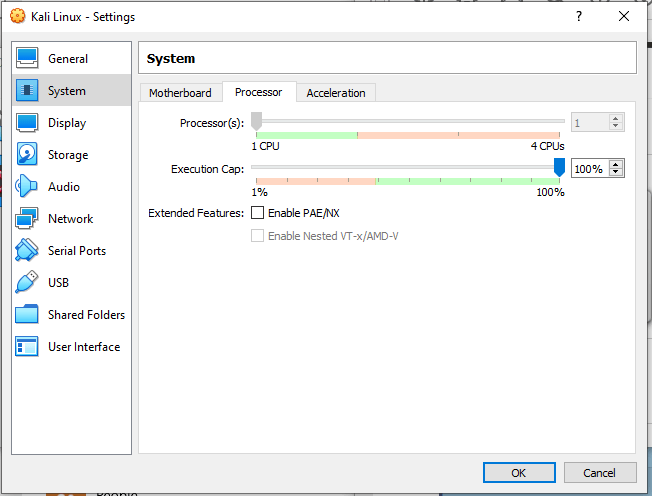 Kali Linux - Settings
General
System
Display
Storage
Audio
Network
Serial Ports
USB
Shared Folders
User Interface
System
Motherboard Processor Acceleration
Processor(s): 1
1 CPU 4 CPUs
Execution Cap: 100%
1% 100%
Extended Features: Enable PAE/NX
Enable Nested VT-x/AMD-V
OK Cancel